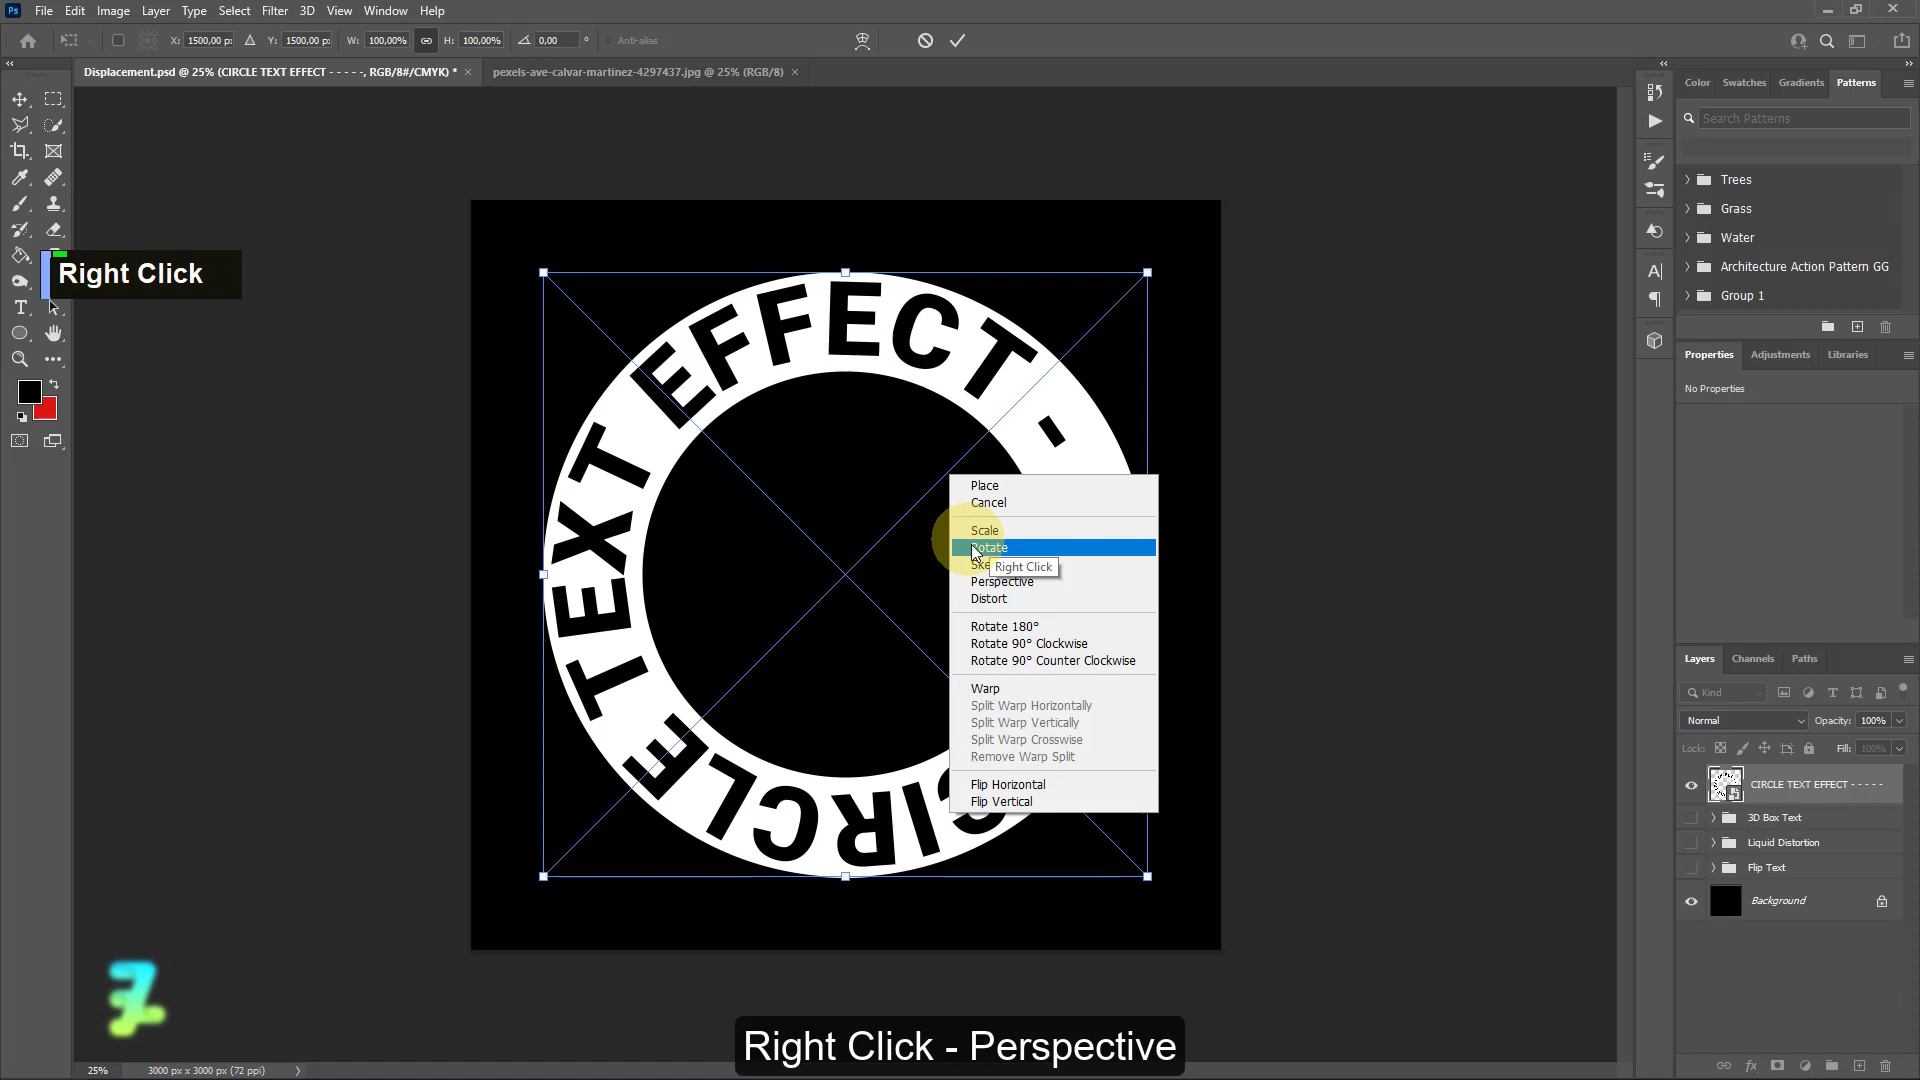 Ps File Edit Image Layer Type Select Filter 3D View Window Help
X: 1500,00 px Y: 1500,00 px W: 100,00% H: 100,00% 0,00 ° Anti-alias
Displacement.psd @ 25% (CIRCLE TEXT EFFECT - - - - -, RGB/8#/CMYK) * ×
pexels-ave-calvar-martinez-4297437.jpg @ 25% (RGB/8) ×
Color Swatches Gradients Patterns
Search Patterns
Trees
Grass
Water
Architecture Action Pattern GG
Group 1
Properties Adjustments Libraries
No Properties
Right Click
CIRCLE TEXT EFFECT -
Place
Cancel
Scale
Rotate
Ske
Right Click
Perspective
Distort
Rotate 180°
Rotate 90° Clockwise
Rotate 90° Counter Clockwise
Warp
Split Warp Horizontally
Split Warp Vertically
Split Warp Crosswise
Remove Warp Split
Flip Horizontal
Flip Vertical
Layers Channels Paths
Kind
Normal Opacity: 100%
Lock: Fill: 100%
CIRCLE TEXT EFFECT - - - - -
3D Box Text
Liquid Distortion
Flip Text
Background
Right Click - Perspective
25% 3000 px x 3000 px (72 ppi)